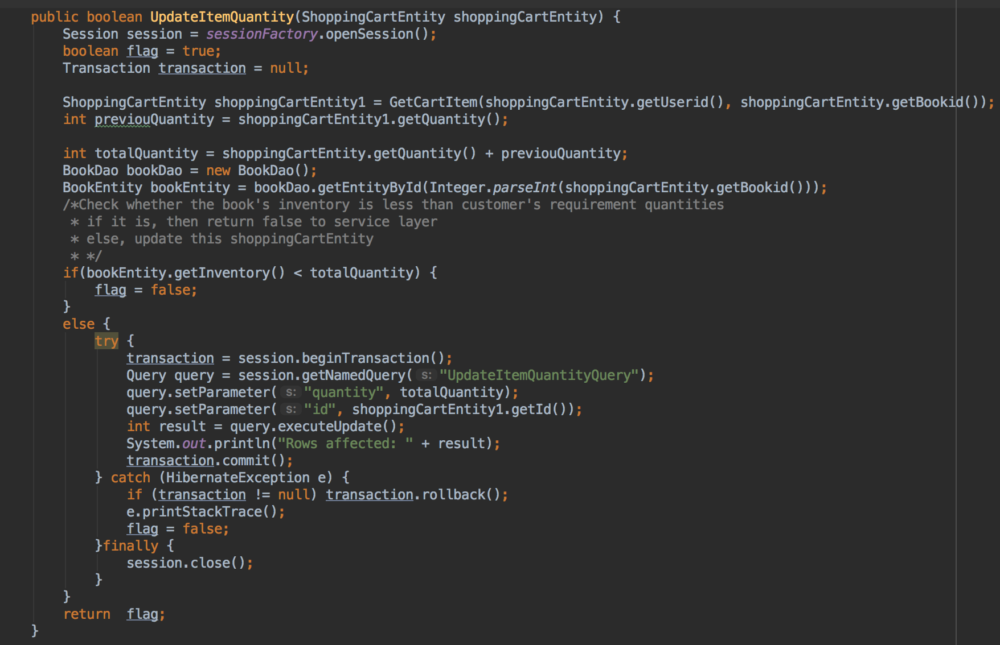 public boolean UpdateItemQuantity(ShoppingCartEntity shoppingCartEntity) {
    Session session = sessionFactory.openSession();
    boolean flag = true;
    Transaction transaction = null;

    ShoppingCartEntity shoppingCartEntity1 = GetCartItem(shoppingCartEntity.getUserid(), shoppingCartEntity.getBookid());
    int previouQuantity = shoppingCartEntity1.getQuantity();

    int totalQuantity = shoppingCartEntity.getQuantity() + previouQuantity;
    BookDao bookDao = new BookDao();
    BookEntity bookEntity = bookDao.getEntityById(Integer.parseInt(shoppingCartEntity.getBookid()));
    /*Check whether the book's inventory is less than customer's requirement quantities
     * if it is, then return false to service layer
     * else, update this shoppingCartEntity
     * */
    if(bookEntity.getInventory() < totalQuantity) {
        flag = false;
    }
    else {
        try {
            transaction = session.beginTransaction();
            Query query = session.getNamedQuery( s: "UpdateItemQuantityQuery");
            query.setParameter( s: "quantity", totalQuantity);
            query.setParameter( s: "id", shoppingCartEntity1.getId());
            int result = query.executeUpdate();
            System.out.println("Rows affected: " + result);
            transaction.commit();
        } catch (HibernateException e) {
            if (transaction != null) transaction.rollback();
            e.printStackTrace();
            flag = false;
        }finally {
            session.close();
        }
    }
    return  flag;
}